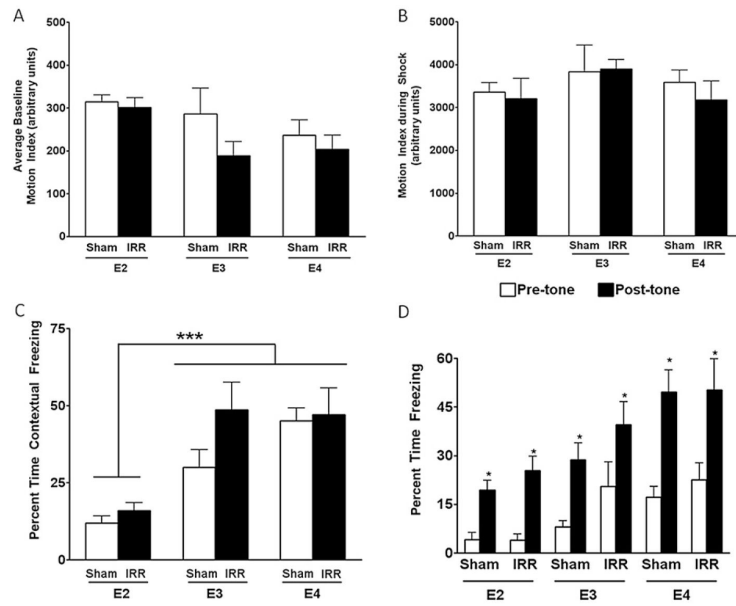 A
Average Baseline
Motion Index (arbitrary units)
500
400
300
200
100
0
Sham IRR Sham IRR Sham IRR
E2 E3 E4
B
Motion Index during Shock
(arbitrary units)
5000
4000
3000
2000
1000
0
Sham IRR Sham IRR Sham IRR
E2 E3 E4
Pre-tone Post-tone
C
Percent Time Contextual Freezing
75
50
25
0
***
Sham IRR Sham IRR Sham IRR
E2 E3 E4
D
Percent Time Freezing
60
45
30
15
0
* * * * * *
Sham IRR Sham IRR Sham IRR
E2 E3 E4